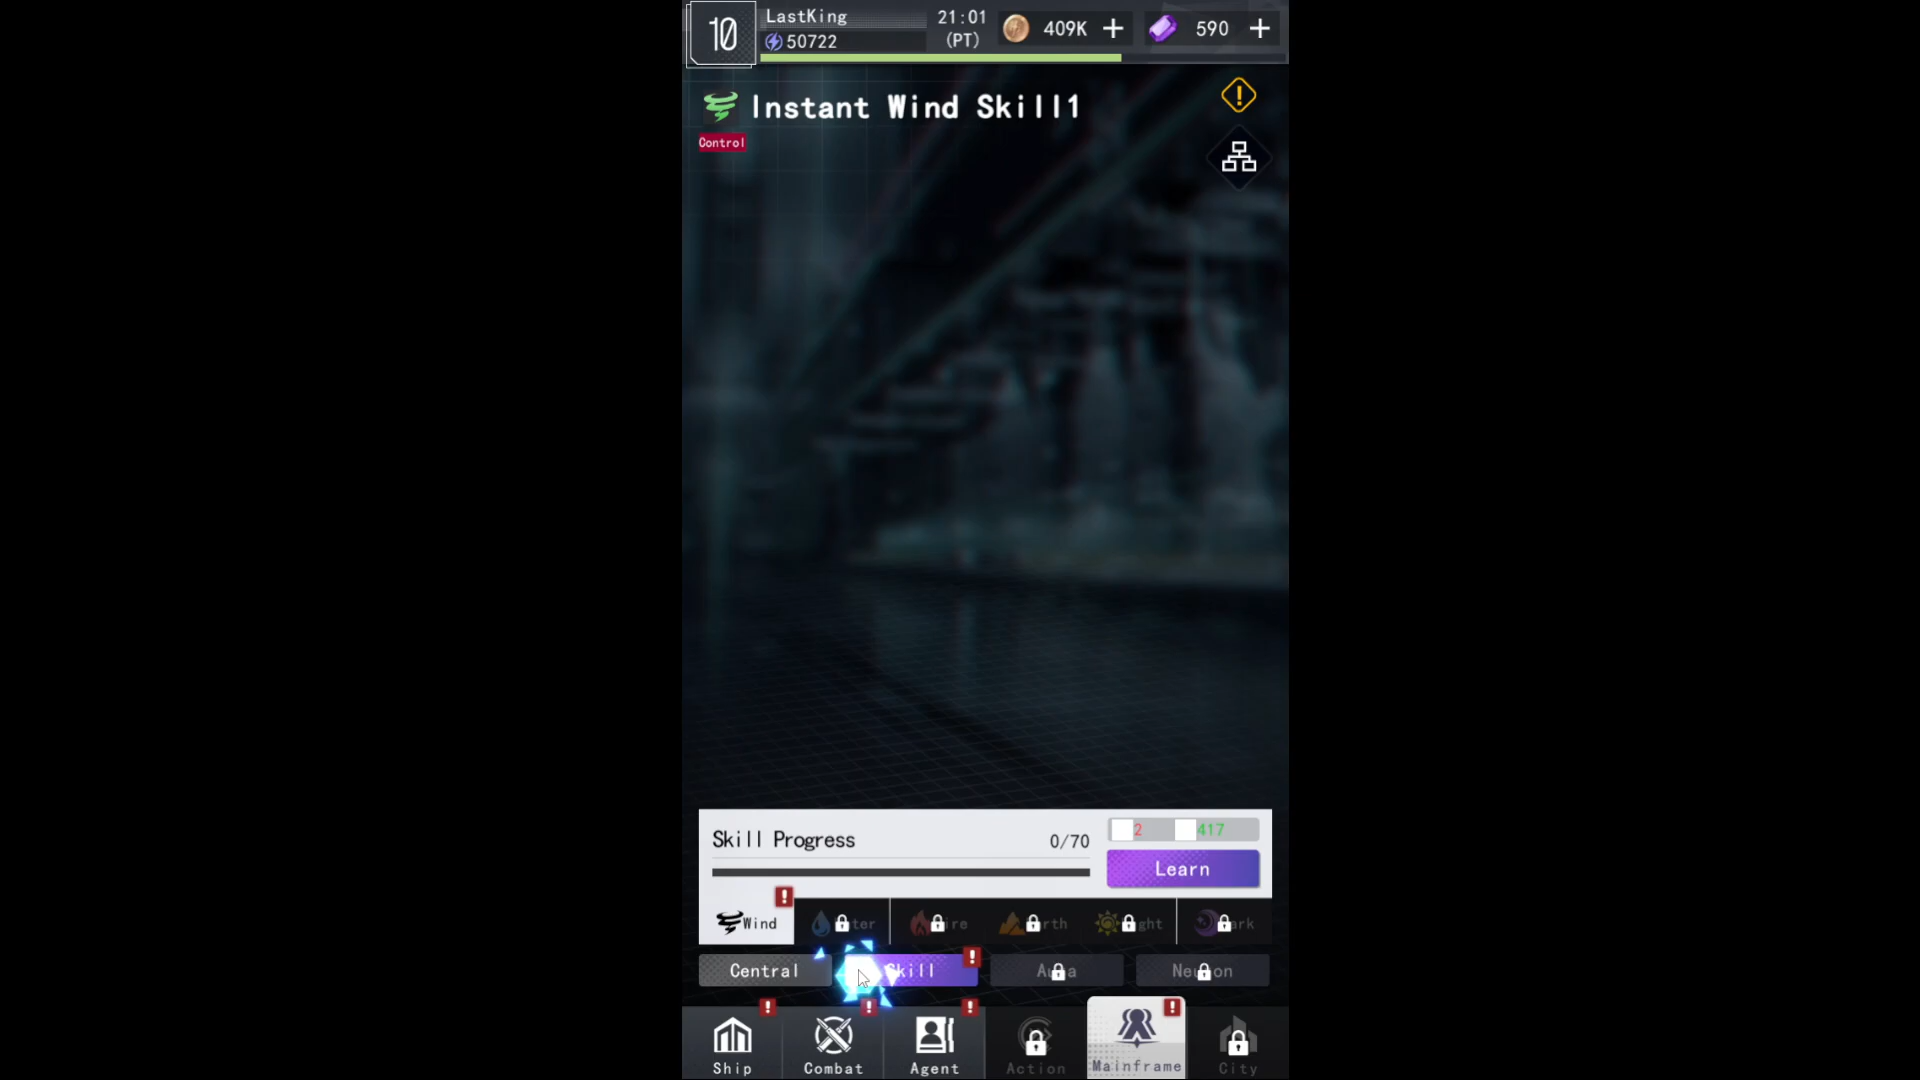 10
LastKing
50722
21:01
(PT)
409K
590
Instant Wind Skill1
Control
Skill Progress
0/70
2
417
Learn
Wind
Central
Skill
Ship
Combat
Agent
Action
Mainframe
City